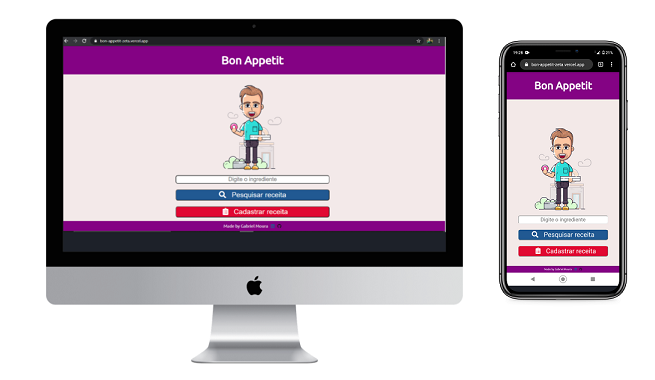 bon-appetit-zeta.vercel.app
Bon Appetit
Digite o ingrediente
Pesquisar receita
Cadastrar receita
Made by Gabriel Moura
19:28
21%
bon-appetit-zeta.vercel.app
Bon Appetit
Digite o ingrediente
Pesquisar receita
Cadastrar receita
Made by Gabriel Moura